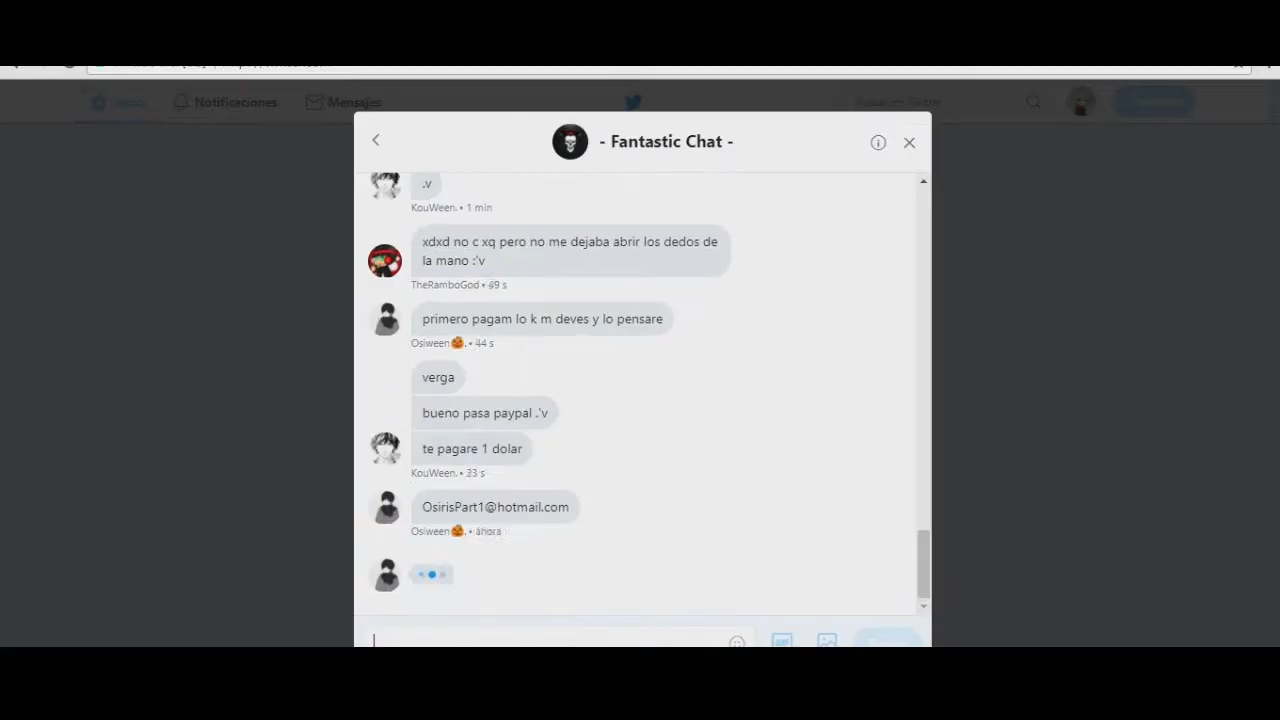 Notificaciones
Mensajes
- Fantastic Chat -
.v
KouWeen. • 1 min
xdxd no c xq pero no me dejaba abrir los dedos de
la mano :'v
TheRamboGod • 49 s
primero pagam lo k m deves y lo pensare
Osiween🎃. • 44 s
verga
bueno pasa paypal .'v
te pagare 1 dolar
KouWeen. • 33 s
OsirisPart1@hotmail.com
Osiween🎃. • ahora